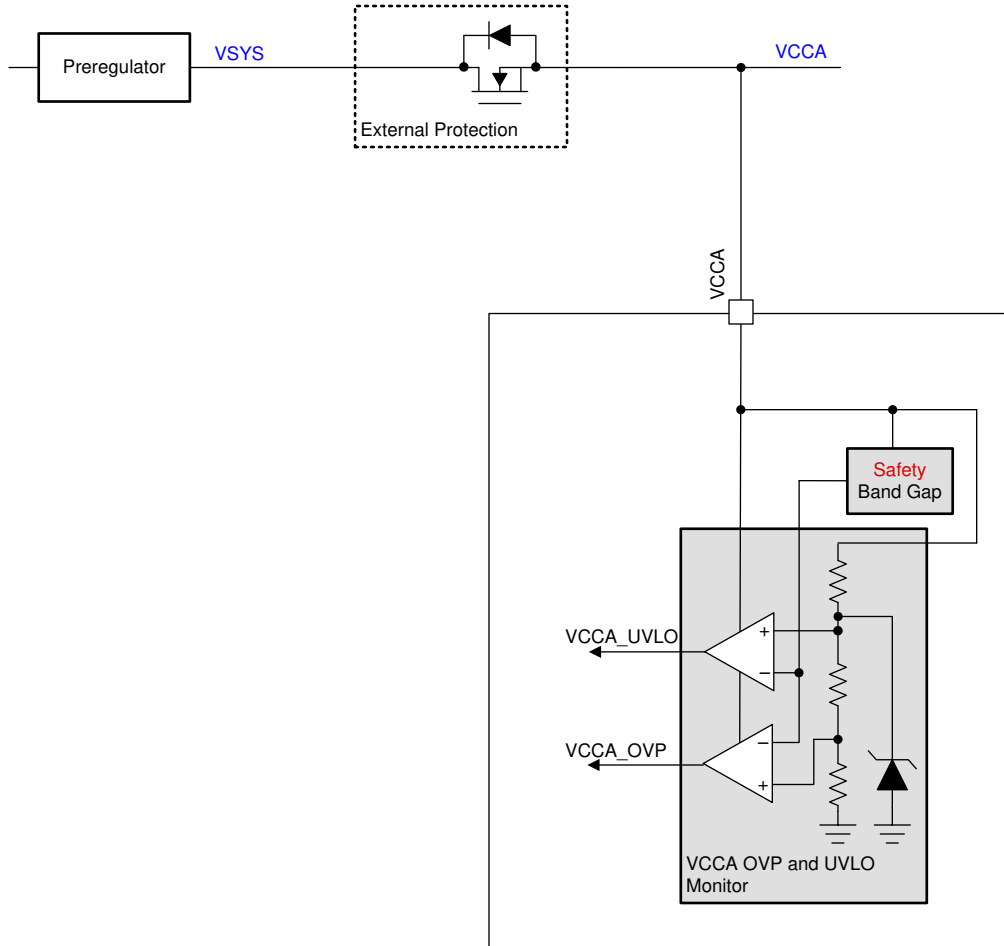 Preregulator
VSYS
External Protection
VCCA
VCCA
Safety
Band Gap
+
−
VCCA_UVLO
−
+
VCCA_OVP
VCCA OVP and UVLO
Monitor